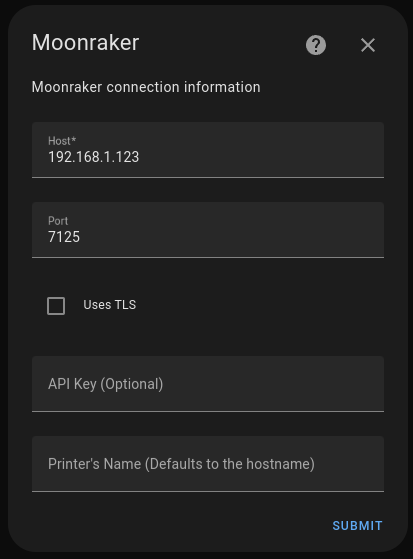 Moonraker
Moonraker connection information
Host*
192.168.1.123
Port
7125
Uses TLS
API Key (Optional)
Printer's Name (Defaults to the hostname)
SUBMIT